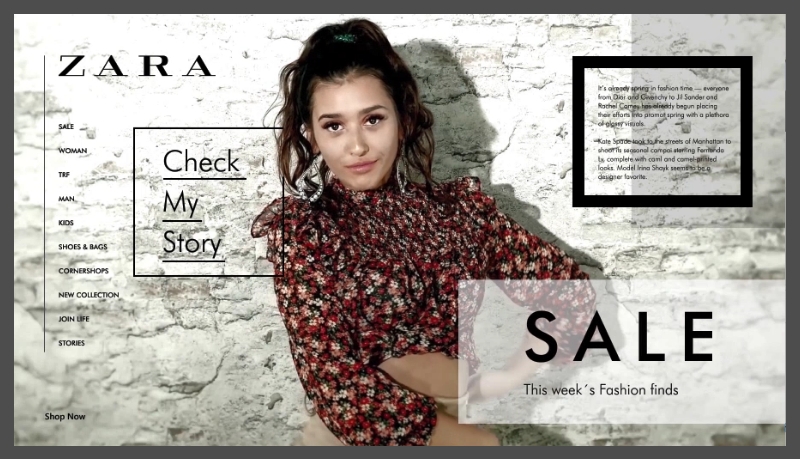 ZARA
SALE
WOMAN
TRF
MAN
KIDS
SHOES & BAGS
CORNERSHOPS
NEW COLLECTION
JOIN LIFE
STORIES
Shop Now
Check
My
Story
It's already spring in fashion time — everyone
from Dior and Givenchy to Jil Sander and
Rachel Comey has already begun placing
their efforts into promot spring with a plethora
of glossy visuals.
Kate Spade took to the streets of Manhattan to
shoot its seasonal campai starring Fernanda
Ly, complete with and camel-printed
looks. Model Irina Shayk seems to be a
designer favorite.
SALE
This week´s Fashion finds